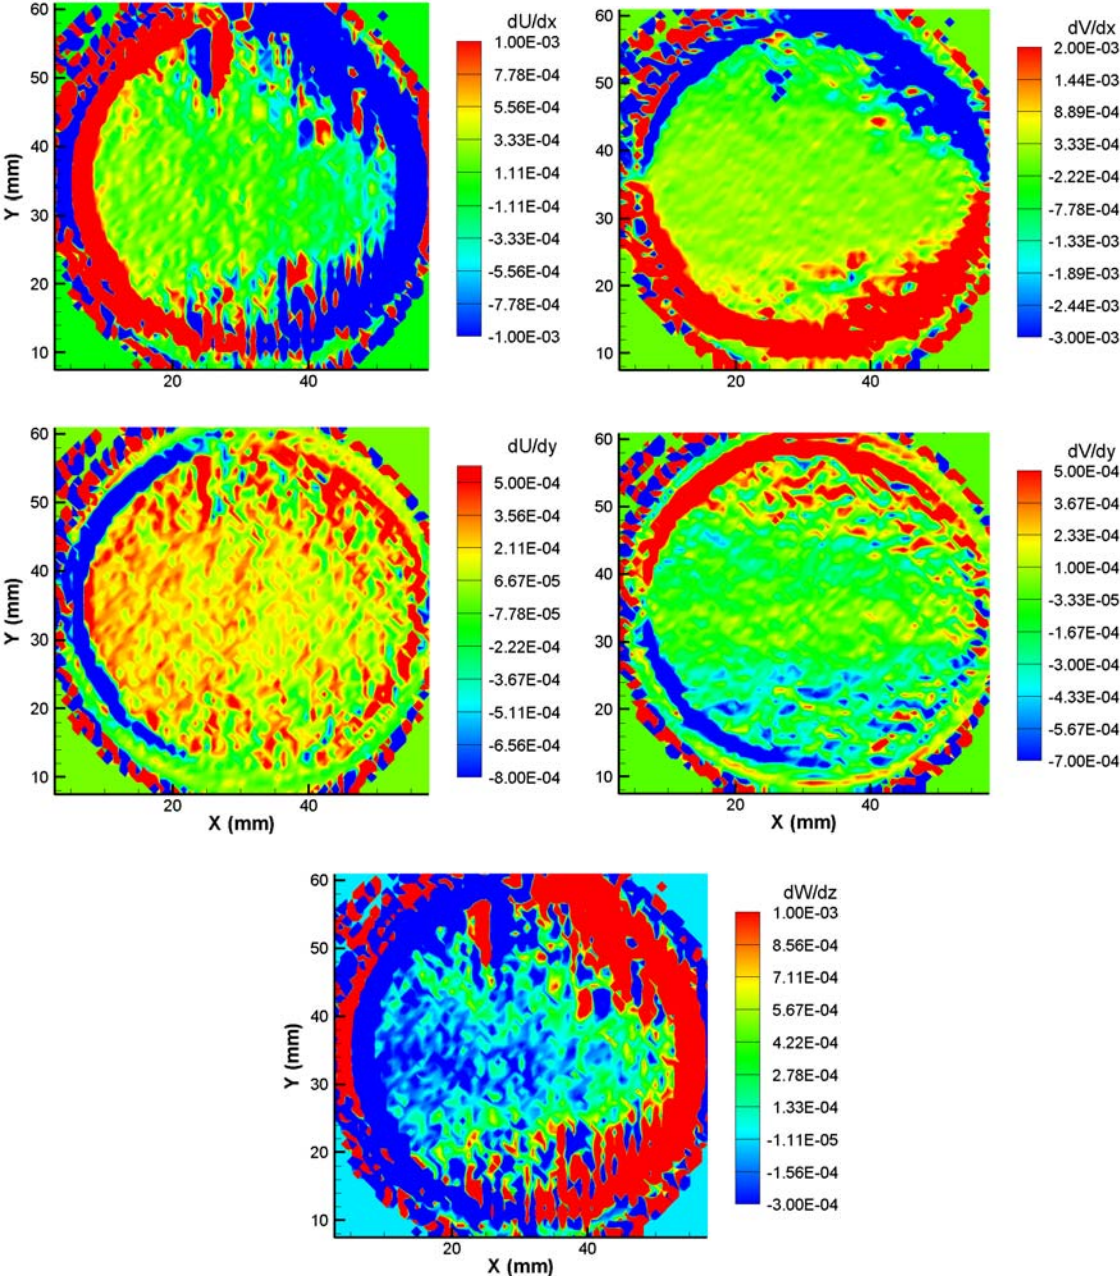 dU/dx
60
50
40
30
20
10
20
40
Y (mm)
1.00E-03
7.78E-04
5.56E-04
3.33E-04
1.11E-04
-1.11E-04
-3.33E-04
-5.56E-04
-7.78E-04
-1.00E-03
dV/dx
60
50
40
30
20
10
20
40
2.00E-03
1.44E-03
8.89E-04
3.33E-04
-2.22E-04
-7.78E-04
-1.33E-03
-1.89E-03
-2.44E-03
-3.00E-03
dU/dy
60
50
40
30
20
10
20
40
Y (mm)
X (mm)
5.00E-04
3.56E-04
2.11E-04
6.67E-05
-7.78E-05
-2.22E-04
-3.67E-04
-5.11E-04
-6.56E-04
-8.00E-04
dV/dy
60
50
40
30
20
10
20
40
X (mm)
5.00E-04
3.67E-04
2.33E-04
1.00E-04
-3.33E-05
-1.67E-04
-3.00E-04
-4.33E-04
-5.67E-04
-7.00E-04
dW/dz
60
50
40
30
20
10
20
40
Y (mm)
X (mm)
1.00E-03
8.56E-04
7.11E-04
5.67E-04
4.22E-04
2.78E-04
1.33E-04
-1.11E-05
-1.56E-04
-3.00E-04